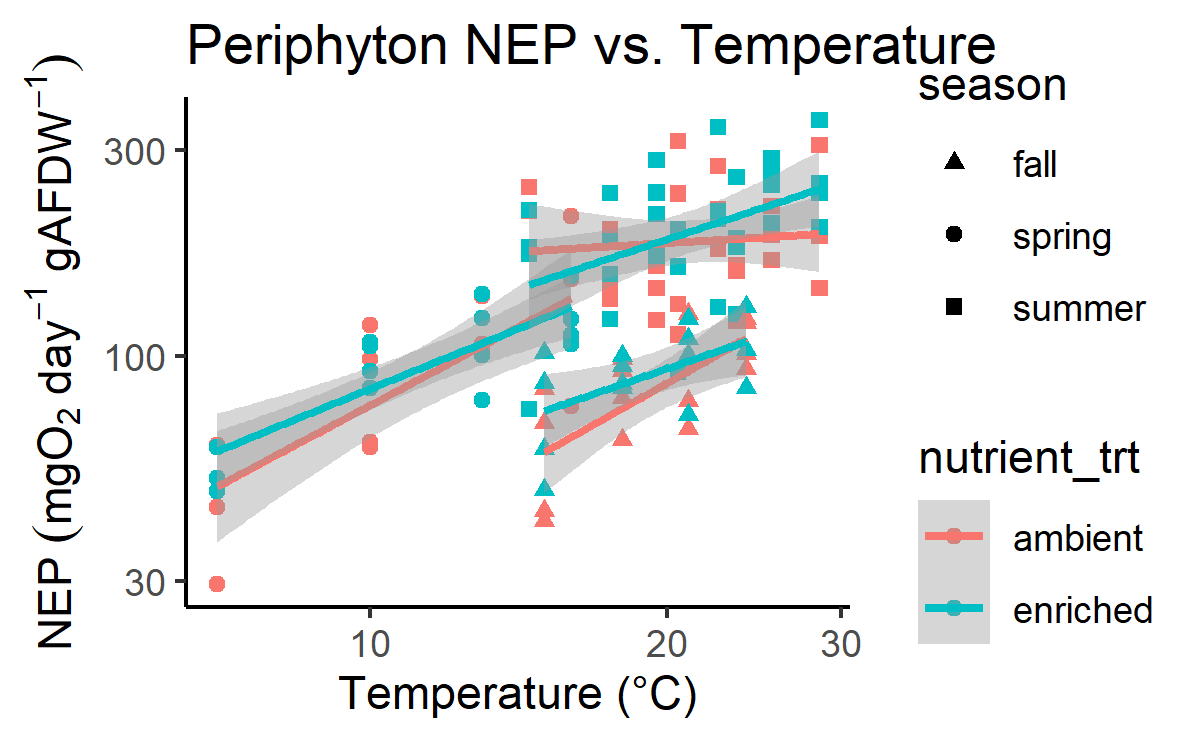 Periphyton NEP vs. Temperature
NEP (mgO₂ day⁻¹ gAFDW⁻¹)
300
100
30
10 20 30
Temperature (°C)
season
fall
spring
summer
nutrient_trt
ambient
enriched